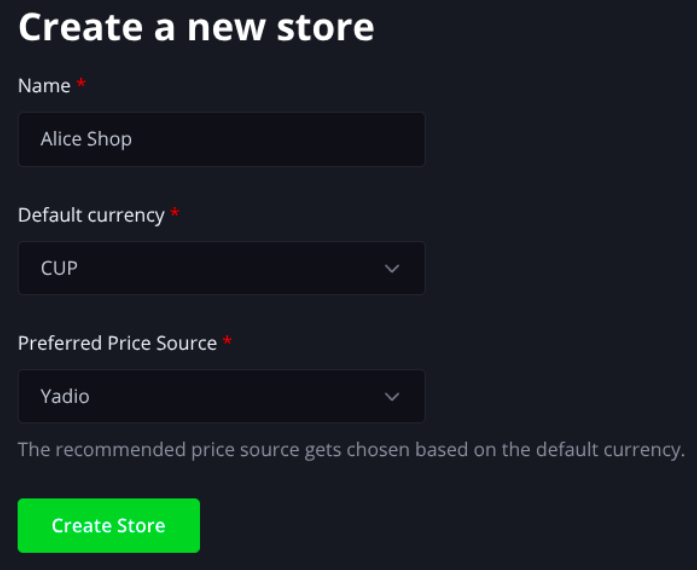 Create a new store
Name *
Alice Shop
Default currency *
CUP
Preferred Price Source *
Yadio
The recommended price source gets chosen based on the default currency.
Create Store